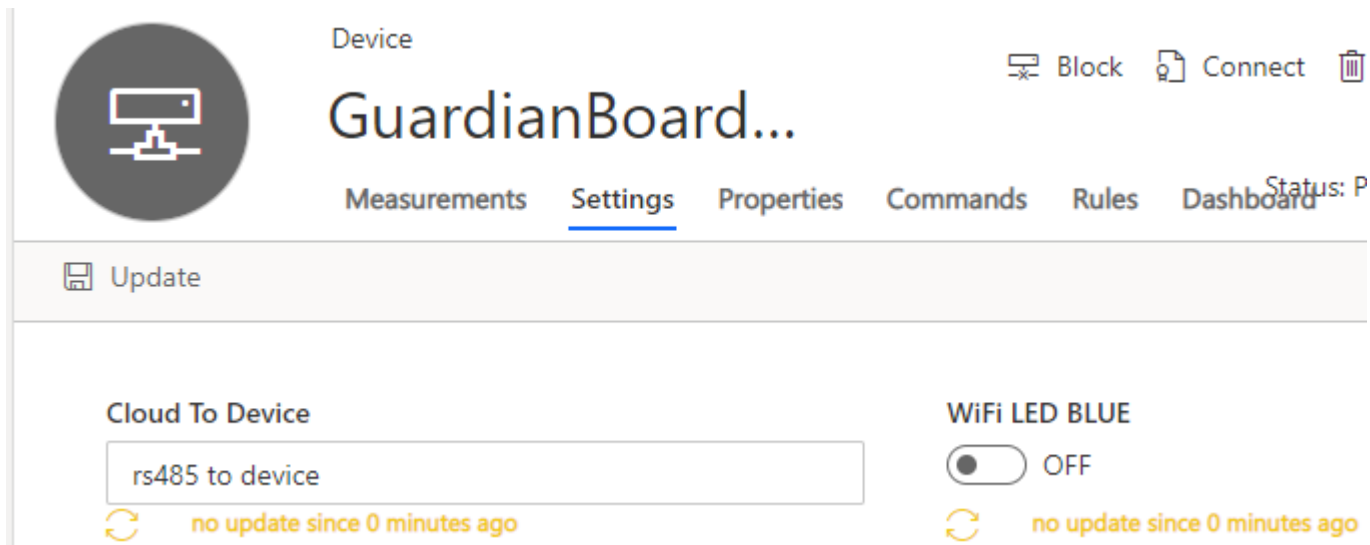 Device
Block Connect
GuardianBoard...
Status: P
Measurements Settings Properties Commands Rules Dashboard
Update
Cloud To Device WiFi LED BLUE
rs485 to device OFF
no update since 0 minutes ago no update since 0 minutes ago